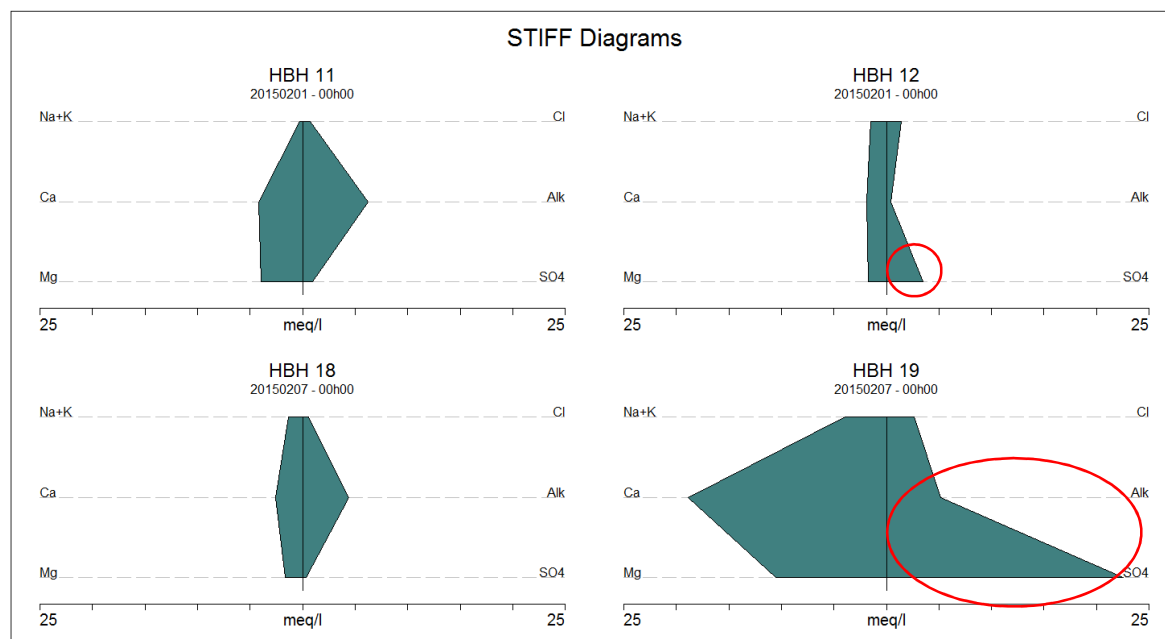 STIFF Diagrams
HBH 11
20150201 - 00h00
Na+K Cl
Ca Alk
Mg SO4
25 meq/l 25
HBH 12
20150201 - 00h00
Na+K Cl
Ca Alk
Mg SO4
25 meq/l 25
HBH 18
20150207 - 00h00
Na+K Cl
Ca Alk
Mg SO4
25 meq/l 25
HBH 19
20150207 - 00h00
Na+K Cl
Ca Alk
Mg SO4
25 meq/l 25